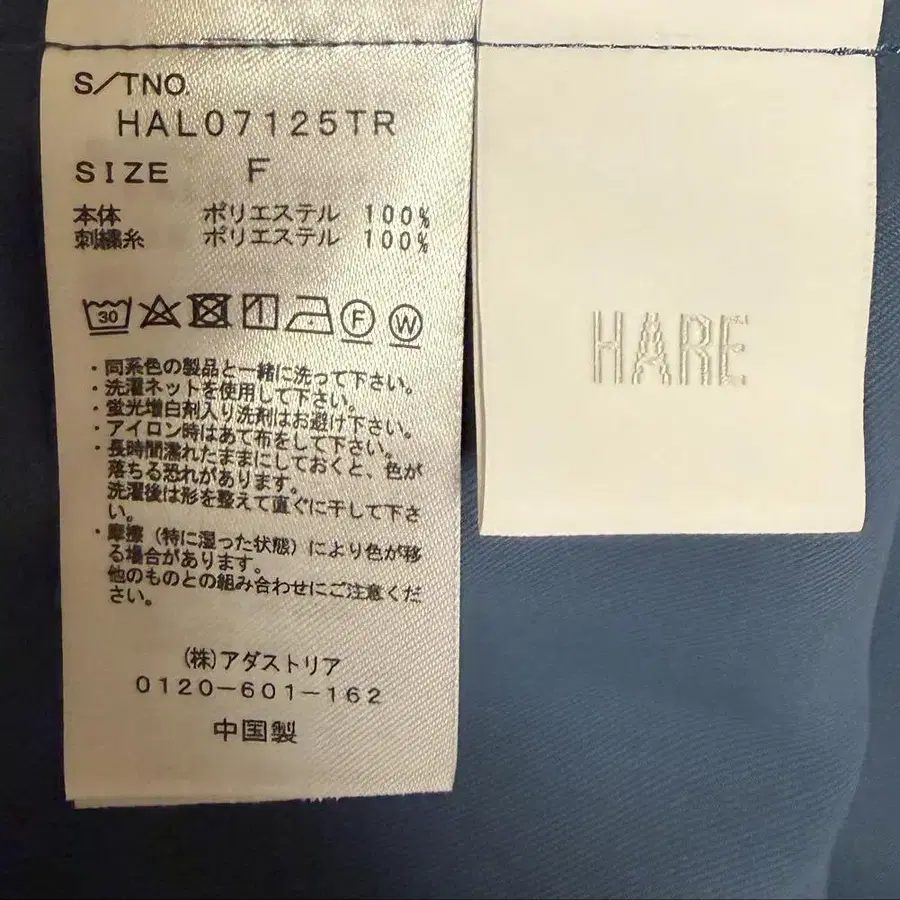 S/TNO.
HAL07125TR
SIZE F
本体 ポリエステル 100%
刺繍糸 ポリエステル 100%
30 F W
・同系色の製品と一緒に洗って下さい。
・洗濯ネットを使用して下さい。
・蛍光増白剤入り洗剤はお避け下さい。
・アイロン時はあて布をして下さい。
・長時間濡れたままにしておくと、色が
落ちる恐れがあります。
洗濯後は形を整えて直ぐに干して下さ
い。
・摩擦（特に湿った状態）により色が移
る場合があります。
他のものとの組み合わせにご注意くだ
さい。
(株)アダストリア
0120-601-162
中国製
HARE